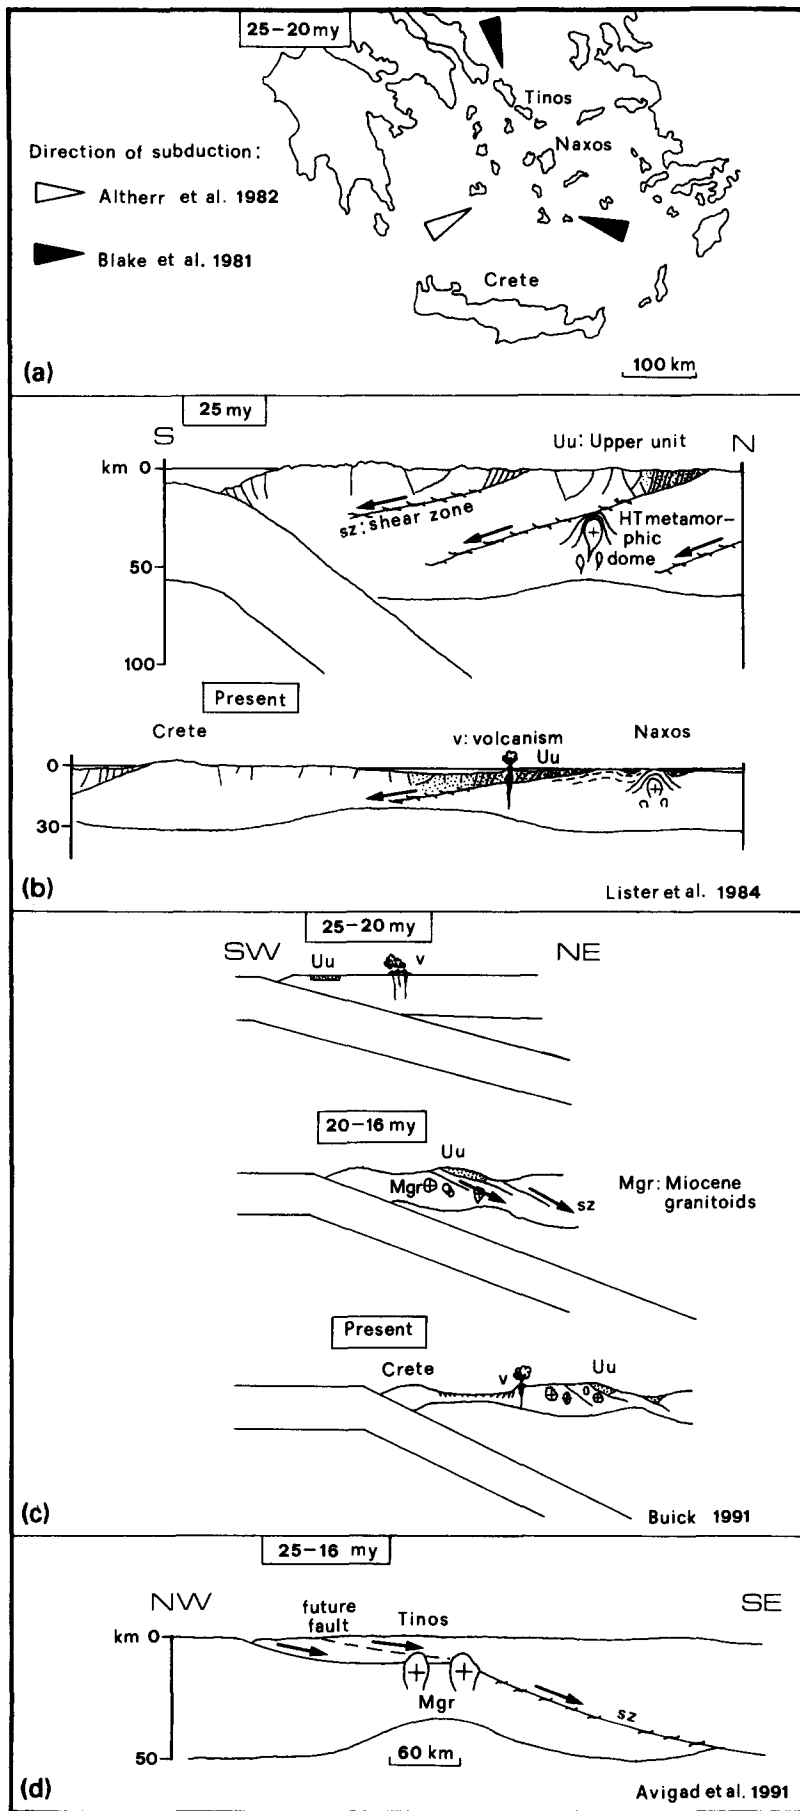 25-20my
Tinos
Naxos
Direction of subduction:
Altherr et al. 1982
Blake et al. 1981
Crete
(a)
100 km
25 my
S
Uu: Upper unit
N
km 0
sz: shear zone
HT metamor-
phic
dome
50
100
Present
Crete
v: volcanism
Naxos
Uu
0
30
(b)
Lister et al. 1984
25-20 my
SW
NE
Uu
v
20-16 my
Uu
Mgr
sz
Mgr: Miocene
granitoids
Present
Crete
v
Uu
(c)
Buick 1991
25-16 my
NW
SE
future
fault
Tinos
km 0
Mgr
sz
60 km
50
(d)
Avigad et al. 1991